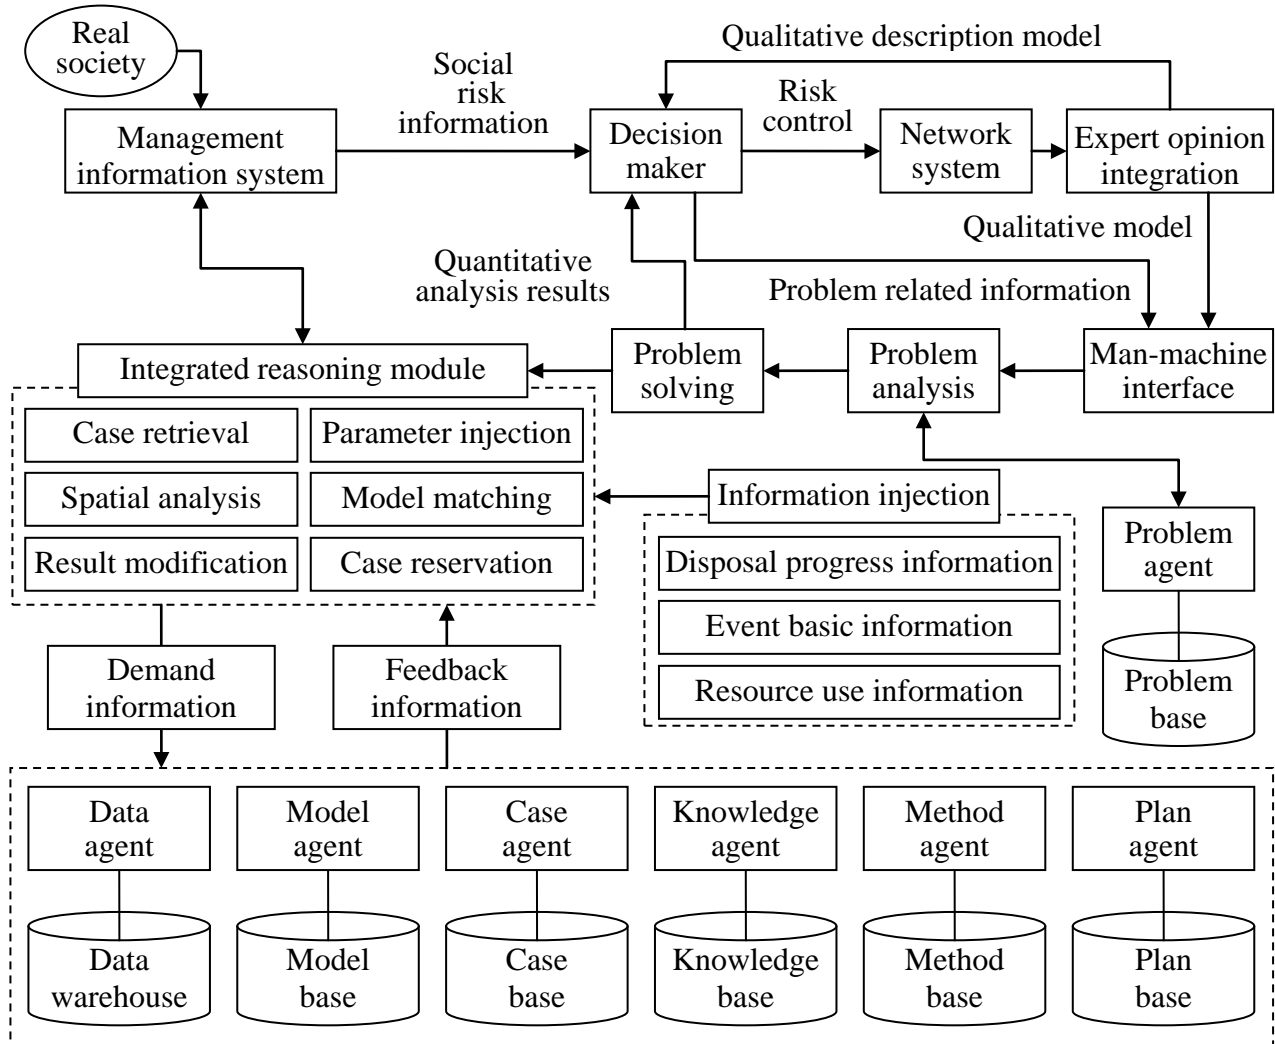 Real
society
Qualitative description model
Social
risk
information
Risk
control
Management
information system
Decision
maker
Network
system
Expert opinion
integration
Qualitative model
Quantitative
analysis results
Problem related information
Integrated reasoning module
Problem
solving
Problem
analysis
Man-machine
interface
Case retrieval
Parameter injection
Spatial analysis
Model matching
Result modification
Case reservation
Information injection
Disposal progress information
Event basic information
Resource use information
Problem
agent
Problem
base
Demand
information
Feedback
information
Data
agent
Model
agent
Case
agent
Knowledge
agent
Method
agent
Plan
agent
Data
warehouse
Model
base
Case
base
Knowledge
base
Method
base
Plan
base